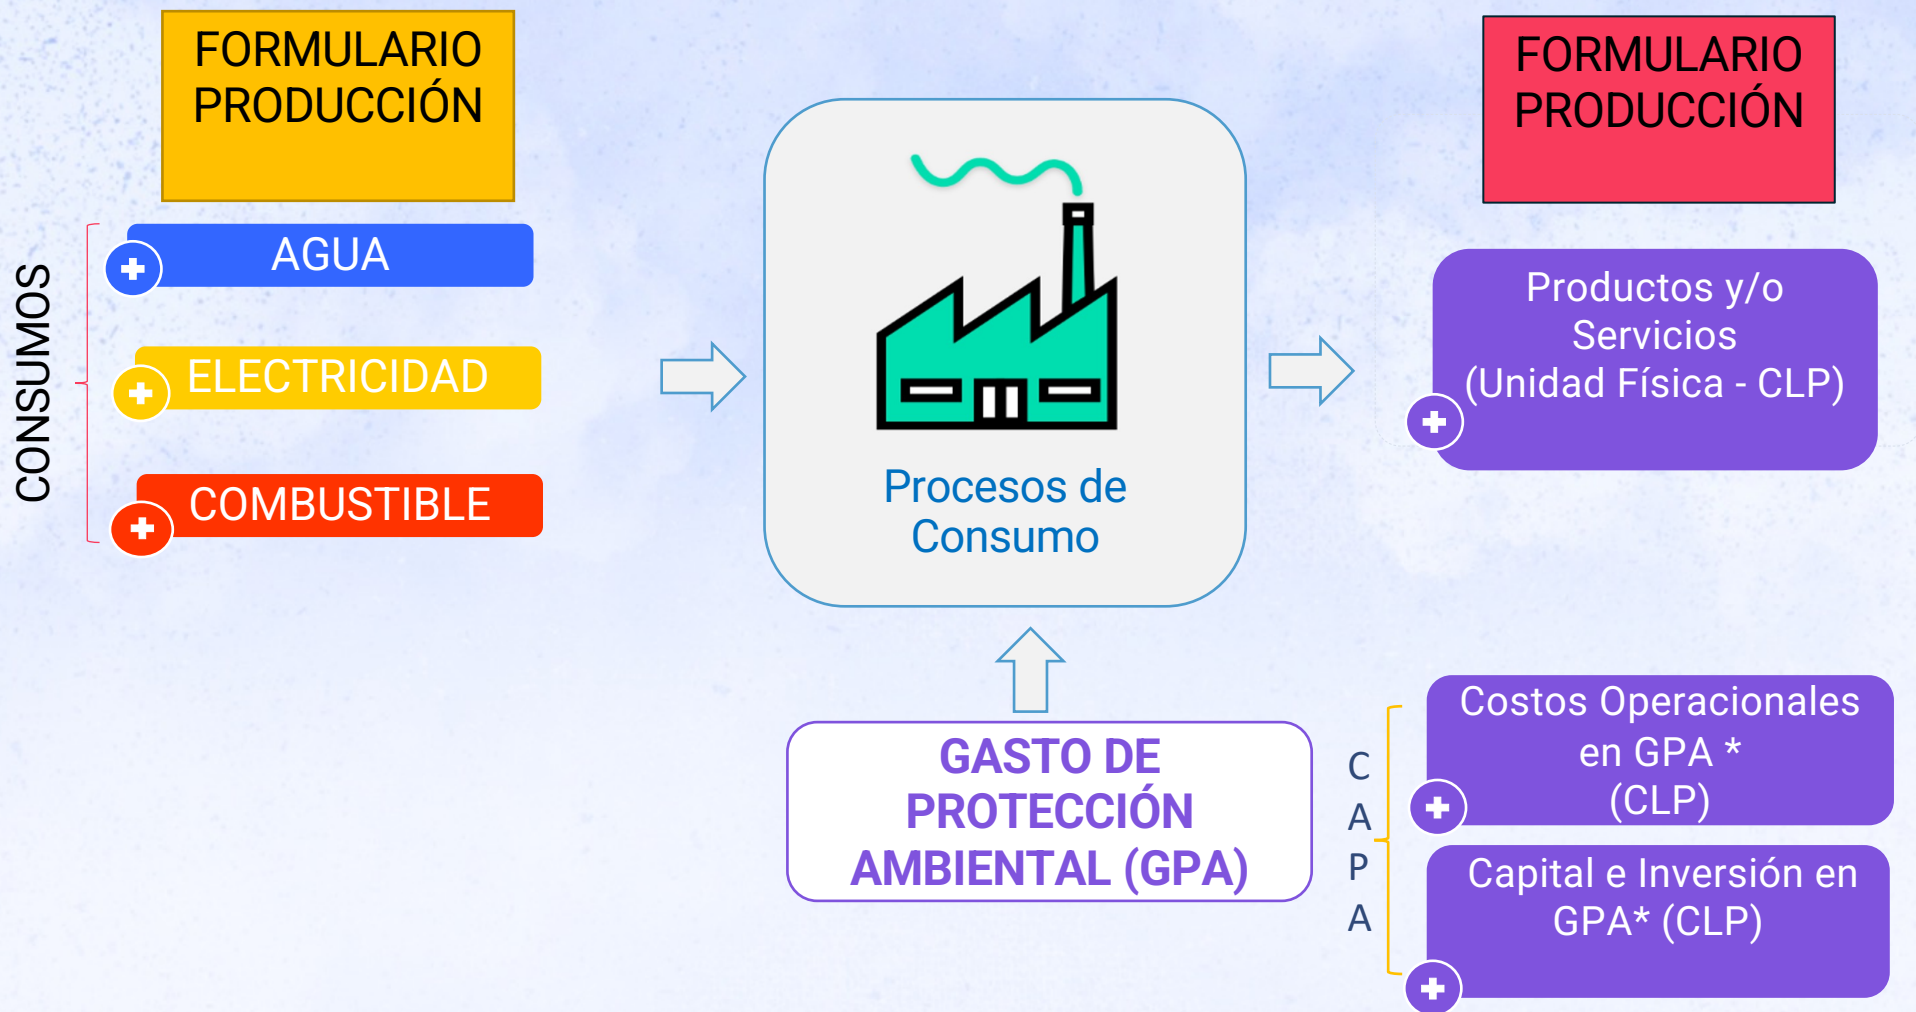 FORMULARIO
PRODUCCIÓN
CONSUMOS
AGUA
ELECTRICIDAD
COMBUSTIBLE
Procesos de
Consumo
FORMULARIO
PRODUCCIÓN
Productos y/o
Servicios
(Unidad Física - CLP)
GASTO DE
PROTECCIÓN
AMBIENTAL (GPA)
C
A
P
A
Costos Operacionales
en GPA *
(CLP)
Capital e Inversión en
GPA* (CLP)